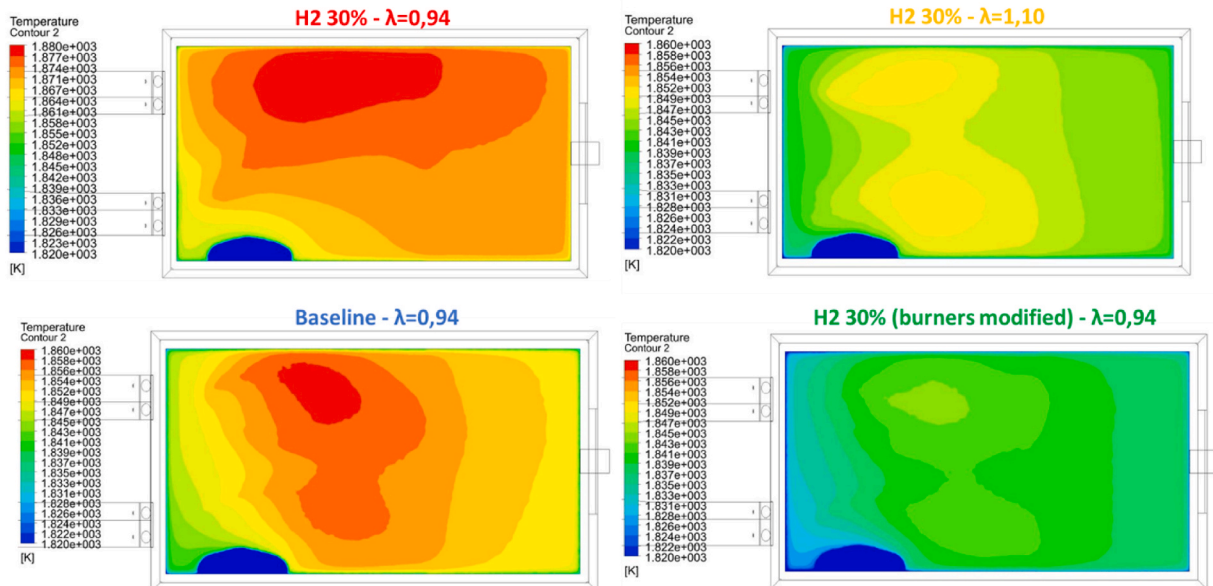 H2 30% - λ=0,94
Temperature
Contour 2
1.880e+003
1.877e+003
1.874e+003
1.871e+003
1.867e+003
1.864e+003
1.861e+003
1.858e+003
1.855e+003
1.852e+003
1.848e+003
1.845e+003
1.842e+003
1.839e+003
1.836e+003
1.833e+003
1.829e+003
1.826e+003
1.823e+003
1.820e+003
[K]
H2 30% - λ=1,10
Temperature
Contour 2
1.860e+003
1.858e+003
1.856e+003
1.854e+003
1.852e+003
1.849e+003
1.847e+003
1.845e+003
1.843e+003
1.841e+003
1.839e+003
1.837e+003
1.835e+003
1.833e+003
1.831e+003
1.828e+003
1.826e+003
1.824e+003
1.822e+003
1.820e+003
[K]
Baseline - λ=0,94
Temperature
Contour 2
1.860e+003
1.858e+003
1.856e+003
1.854e+003
1.852e+003
1.849e+003
1.847e+003
1.845e+003
1.843e+003
1.841e+003
1.839e+003
1.837e+003
1.835e+003
1.833e+003
1.831e+003
1.828e+003
1.826e+003
1.824e+003
1.822e+003
1.820e+003
[K]
H2 30% (burners modified) - λ=0,94
Temperature
Contour 2
1.860e+003
1.858e+003
1.856e+003
1.854e+003
1.852e+003
1.849e+003
1.847e+003
1.845e+003
1.843e+003
1.841e+003
1.839e+003
1.837e+003
1.835e+003
1.833e+003
1.831e+003
1.828e+003
1.826e+003
1.824e+003
1.822e+003
1.820e+003
[K]